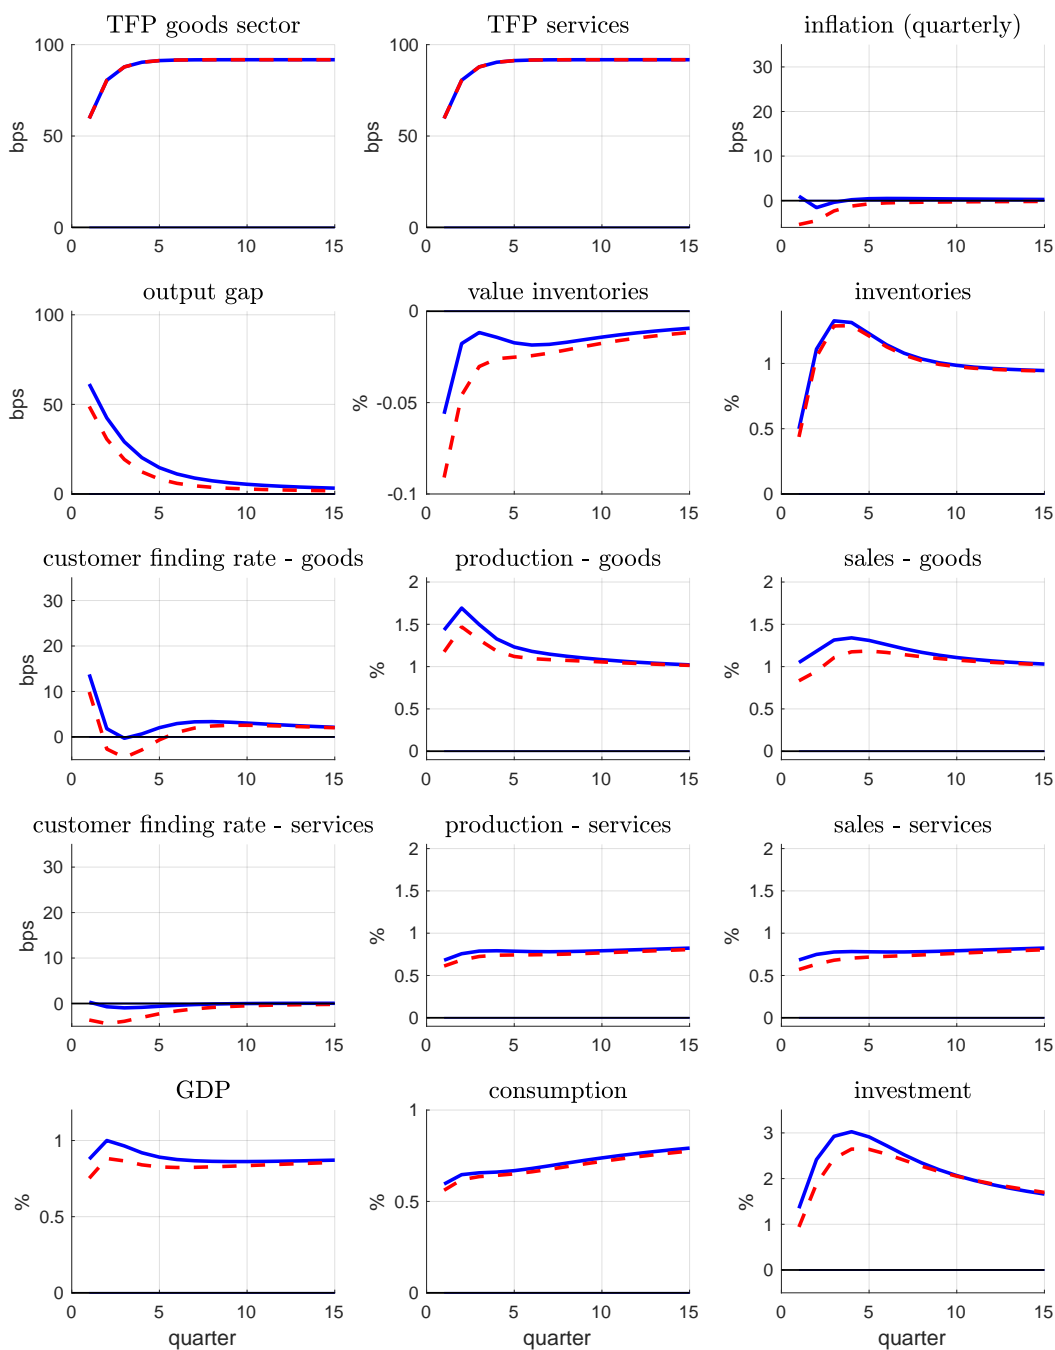 TFP goods sector
100
50
0
bps
0 5 10 15
TFP services
100
50
0
bps
0 5 10 15
inflation (quarterly)
30
20
10
0
bps
0 5 10 15
output gap
100
50
0
bps
0 5 10 15
value inventories
0
-0.05
-0.1
%
0 5 10 15
inventories
1
0.5
0
%
0 5 10 15
customer finding rate - goods
30
20
10
0
bps
0 5 10 15
production - goods
2
1.5
1
0.5
0
%
0 5 10 15
sales - goods
2
1.5
1
0.5
0
%
0 5 10 15
customer finding rate - services
30
20
10
0
bps
0 5 10 15
production - services
2
1.5
1
0.5
0
%
0 5 10 15
sales - services
2
1.5
1
0.5
0
%
0 5 10 15
GDP
1
0.5
0
%
0 5 10 15
quarter
consumption
1
0.5
0
%
0 5 10 15
quarter
investment
3
2
1
0
%
0 5 10 15
quarter